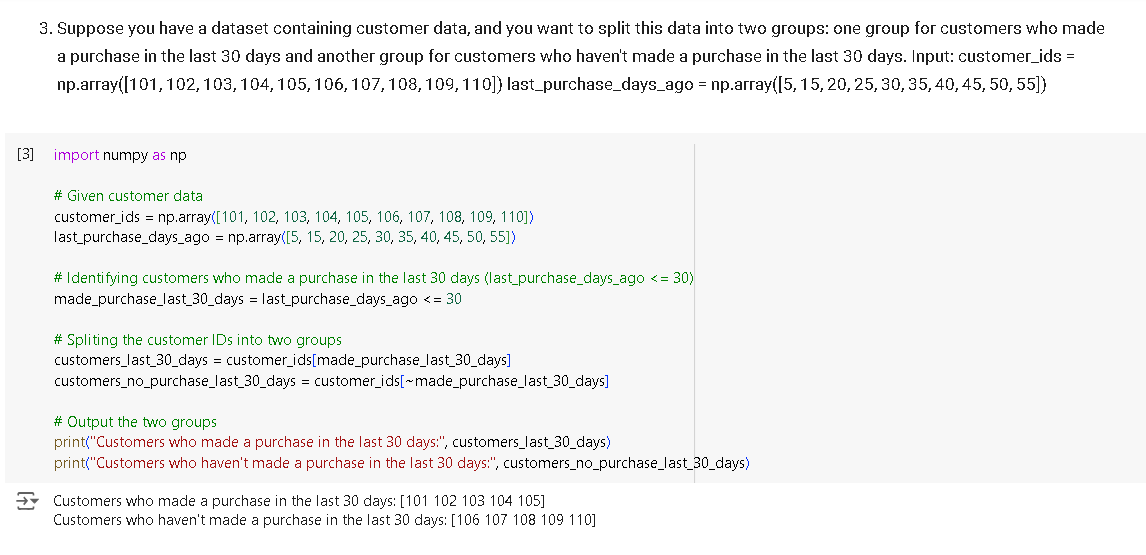 3. Suppose you have a dataset containing customer data, and you want to split this data into two groups: one group for customers who made
a purchase in the last 30 days and another group for customers who haven't made a purchase in the last 30 days. Input: customer_ids =
np.array([101, 102, 103, 104, 105, 106, 107, 108, 109, 110]) last_purchase_days_ago = np.array([5, 15, 20, 25, 30, 35, 40, 45, 50, 55])
[3] import numpy as np
# Given customer data
customer_ids = np.array([101, 102, 103, 104, 105, 106, 107, 108, 109, 110])
last_purchase_days_ago = np.array([5, 15, 20, 25, 30, 35, 40, 45, 50, 55])
# Identifying customers who made a purchase in the last 30 days (last_purchase_days_ago <= 30)
made_purchase_last_30_days = last_purchase_days_ago <= 30
# Spliting the customer IDs into two groups
customers_last_30_days = customer_ids[made_purchase_last_30_days]
customers_no_purchase_last_30_days = customer_ids[~made_purchase_last_30_days]
# Output the two groups
print("Customers who made a purchase in the last 30 days:", customers_last_30_days)
print("Customers who haven't made a purchase in the last 30 days:", customers_no_purchase_last_30_days)
Customers who made a purchase in the last 30 days: [101 102 103 104 105]
Customers who haven't made a purchase in the last 30 days: [106 107 108 109 110]